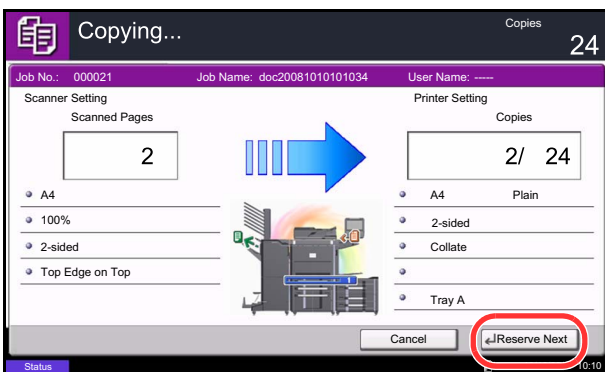 Copying...
Copies
24
Job No.: 000021 Job Name: doc20081010101034 User Name: -----
Scanner Setting Printer Setting
Scanned Pages Copies
2 2/ 24
A4 A4 Plain
100% 2-sided
2-sided Collate
Top Edge on Top
Tray A
1
Cancel Reserve Next
Status 10:10